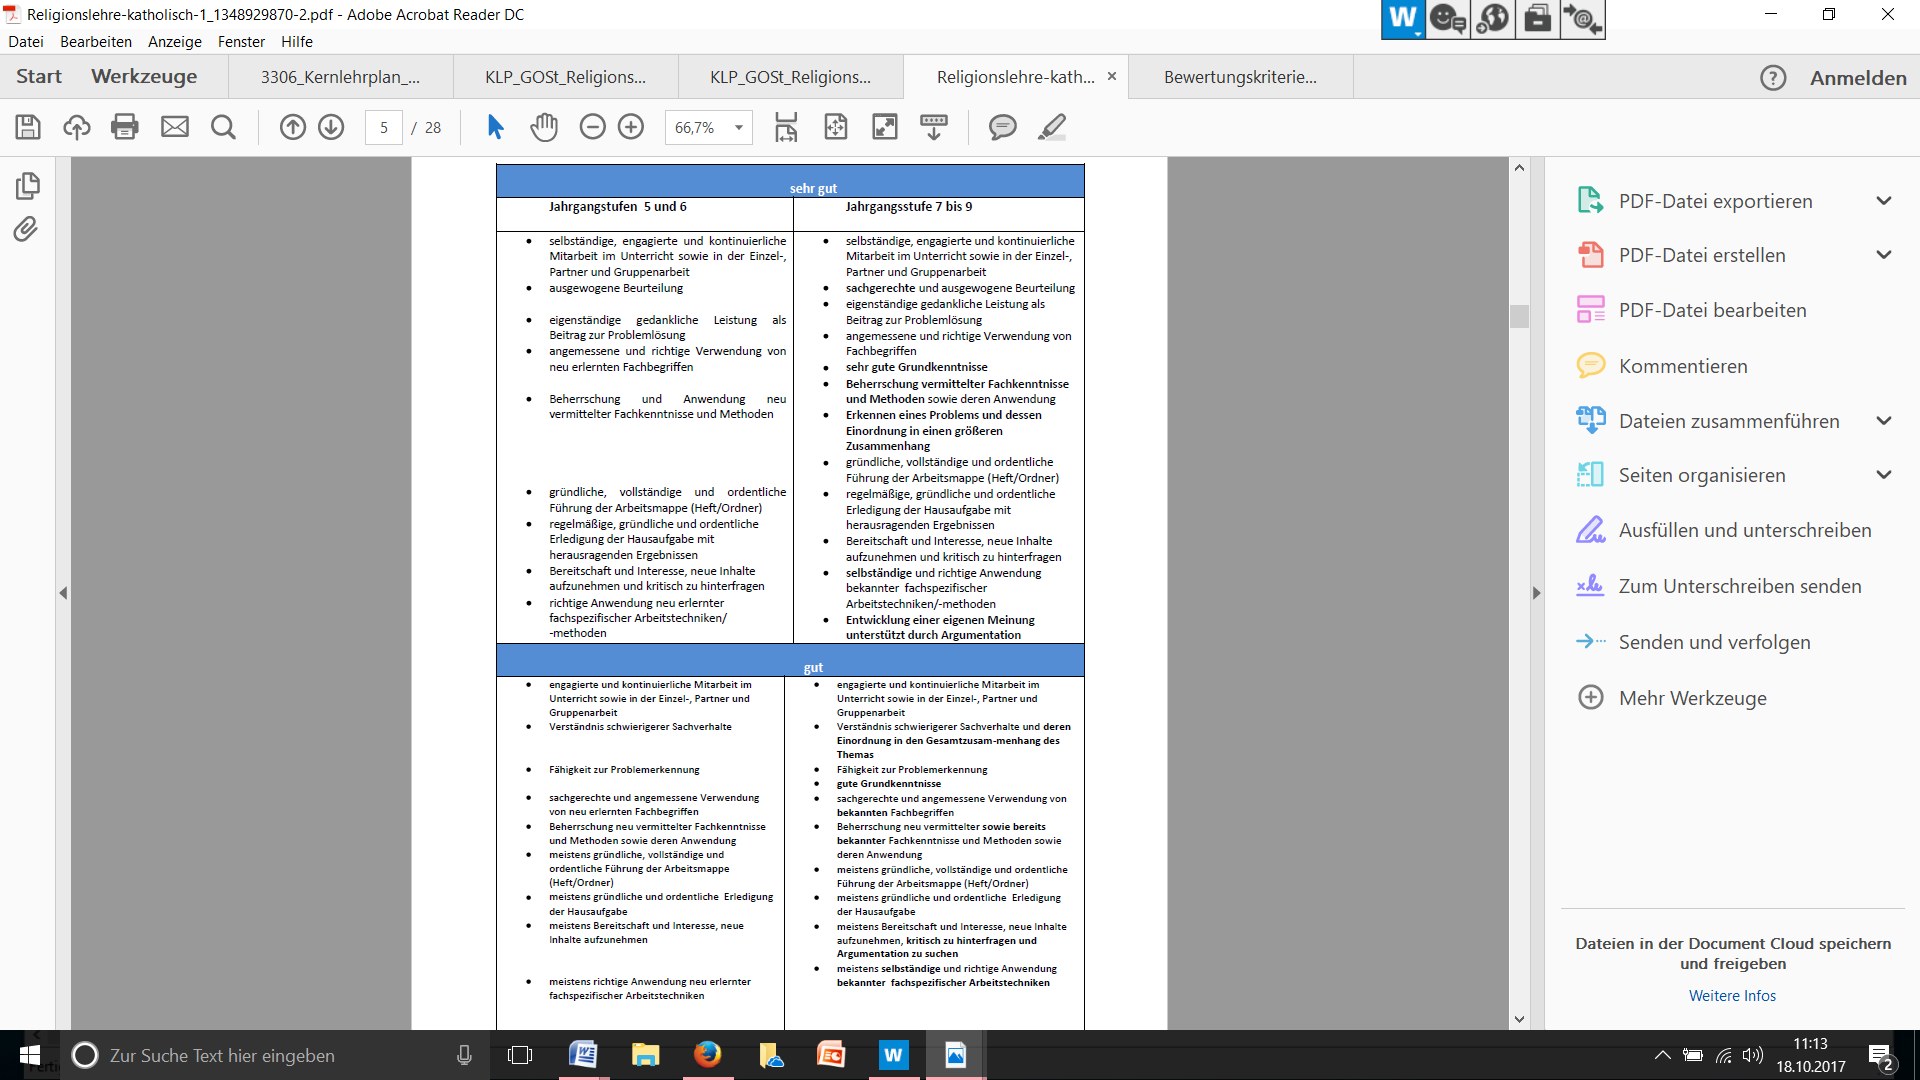 Religionslehre-katholisch-1_1348929870-2.pdf - Adobe Acrobat Reader DC
Datei Bearbeiten Anzeige Fenster Hilfe
Start Werkzeuge 3306_Kernlehrplan_... KLP_GOSt_Religions... KLP_GOSt_Religions... Religionslehre-kath... × Bewertungskriterie... Anmelden
5 / 28 66,7%
sehr gut
Jahrgangstufen 5 und 6
• selbständige, engagierte und kontinuierliche
Mitarbeit im Unterricht sowie in der Einzel-,
Partner und Gruppenarbeit
• ausgewogene Beurteilung
• eigenständige gedankliche Leistung als
Beitrag zur Problemlösung
• angemessene und richtige Verwendung von
neu erlernten Fachbegriffen
• Beherrschung und Anwendung neu
vermittelter Fachkenntnisse und Methoden
• gründliche, vollständige und ordentliche
Führung der Arbeitsmappe (Heft/Ordner)
• regelmäßige, gründliche und ordentliche
Erledigung der Hausaufgabe mit
herausragenden Ergebnissen
• Bereitschaft und Interesse, neue Inhalte
aufzunehmen und kritisch zu hinterfragen
• richtige Anwendung neu erlernter
fachspezifischer Arbeitstechniken/
-methoden
Jahrgangsstufe 7 bis 9
• selbständige, engagierte und kontinuierliche
Mitarbeit im Unterricht sowie in der Einzel-,
Partner und Gruppenarbeit
• sachgerechte und ausgewogene Beurteilung
• eigenständige gedankliche Leistung als
Beitrag zur Problemlösung
• angemessene und richtige Verwendung von
Fachbegriffen
• sehr gute Grundkenntnisse
• Beherrschung vermittelter Fachkenntnisse
und Methoden sowie deren Anwendung
• Erkennen eines Problems und dessen
Einordnung in einen größeren
Zusammenhang
• gründliche, vollständige und ordentliche
Führung der Arbeitsmappe (Heft/Ordner)
• regelmäßige, gründliche und ordentliche
Erledigung der Hausaufgabe mit
herausragenden Ergebnissen
• Bereitschaft und Interesse, neue Inhalte
aufzunehmen und kritisch zu hinterfragen
• selbständige und richtige Anwendung
bekannter fachspezifischer
Arbeitstechniken/-methoden
• Entwicklung einer eigenen Meinung
unterstützt durch Argumentation
gut
• engagierte und kontinuierliche Mitarbeit im
Unterricht sowie in der Einzel-, Partner und
Gruppenarbeit
• Verständnis schwierigerer Sachverhalte
• Fähigkeit zur Problemerkennung
• sachgerechte und angemessene Verwendung
von neu erlernten Fachbegriffen
• Beherrschung neu vermittelter Fachkenntnisse
und Methoden sowie deren Anwendung
• meistens gründliche, vollständige und
ordentliche Führung der Arbeitsmappe
(Heft/Ordner)
• meistens gründliche und ordentliche Erledigung
der Hausaufgabe
• meistens Bereitschaft und Interesse, neue
Inhalte aufzunehmen
• meistens richtige Anwendung neu erlernter
fachspezifischer Arbeitstechniken
• engagierte und kontinuierliche Mitarbeit im
Unterricht sowie in der Einzel-, Partner und
Gruppenarbeit
• Verständnis schwierigerer Sachverhalte und deren
Einordnung in den Gesamtzusam-menhang des
Themas
• Fähigkeit zur Problemerkennung
• gute Grundkenntnisse
• sachgerechte und angemessene Verwendung von
bekannten Fachbegriffen
• Beherrschung neu vermittelter sowie bereits
bekannter Fachkenntnisse und Methoden sowie
deren Anwendung
• meistens gründliche, vollständige und ordentliche
Führung der Arbeitsmappe (Heft/Ordner)
• meistens gründliche und ordentliche Erledigung
der Hausaufgabe
• meistens Bereitschaft und Interesse, neue Inhalte
aufzunehmen, kritisch zu hinterfragen und
Argumentation zu suchen
• meistens selbständige und richtige Anwendung
bekannter fachspezifischer Arbeitstechniken
PDF-Datei exportieren
PDF-Datei erstellen
PDF-Datei bearbeiten
Kommentieren
Dateien zusammenführen
Seiten organisieren
Ausfüllen und unterschreiben
Zum Unterschreiben senden
Senden und verfolgen
Mehr Werkzeuge
Dateien in der Document Cloud speichern
und freigeben
Weitere Infos
Zur Suche Text hier eingeben
11:13
18.10.2017
2